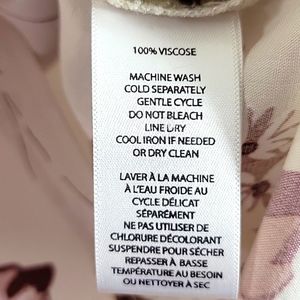 100% VISCOSE
MACHINE WASH
COLD SEPARATELY
GENTLE CYCLE
DO NOT BLEACH
LINE DRY
COOL IRON IF NEEDED
OR DRY CLEAN
LAVER À LA MACHINE
À L'EAU FROIDE AU
CYCLE DÉLICAT
SÉPARÉMENT
NE PAS UTILISER DE
CHLORURE DÉCOLORANT
SUSPENDRE POUR SÉCHER
REPASSER À BASSE
TEMPÉRATURE AU BESOIN
OU NETTOYER À SEC